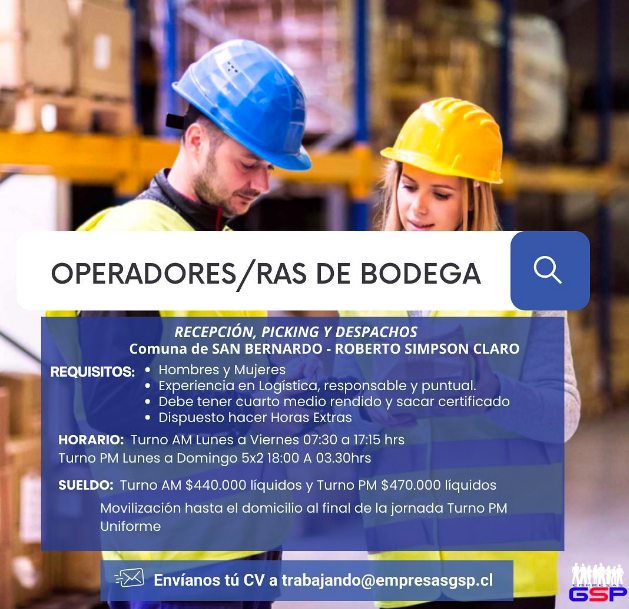 OPERADORES/RAS DE BODEGA
RECEPCIÓN, PICKING Y DESPACHOS
Comuna de SAN BERNARDO - ROBERTO SIMPSON CLARO
REQUISITOS:
• Hombres y Mujeres
• Experiencia en Logística, responsable y puntual.
• Debe tener cuarto medio rendido y sacar certificado
• Dispuesto hacer Horas Extras
HORARIO: Turno AM Lunes a Viernes 07:30 a 17:15 hrs
Turno PM Lunes a Domingo 5x2 18:00 A 03.30hrs
SUELDO: Turno AM $440.000 líquidos y Turno PM $470.000 líquidos
Movilización hasta el domicilio al final de la jornada Turno PM
Uniforme
Envíanos tú CV a trabajando@empresasgsp.cl
EMPRESAS
GSP